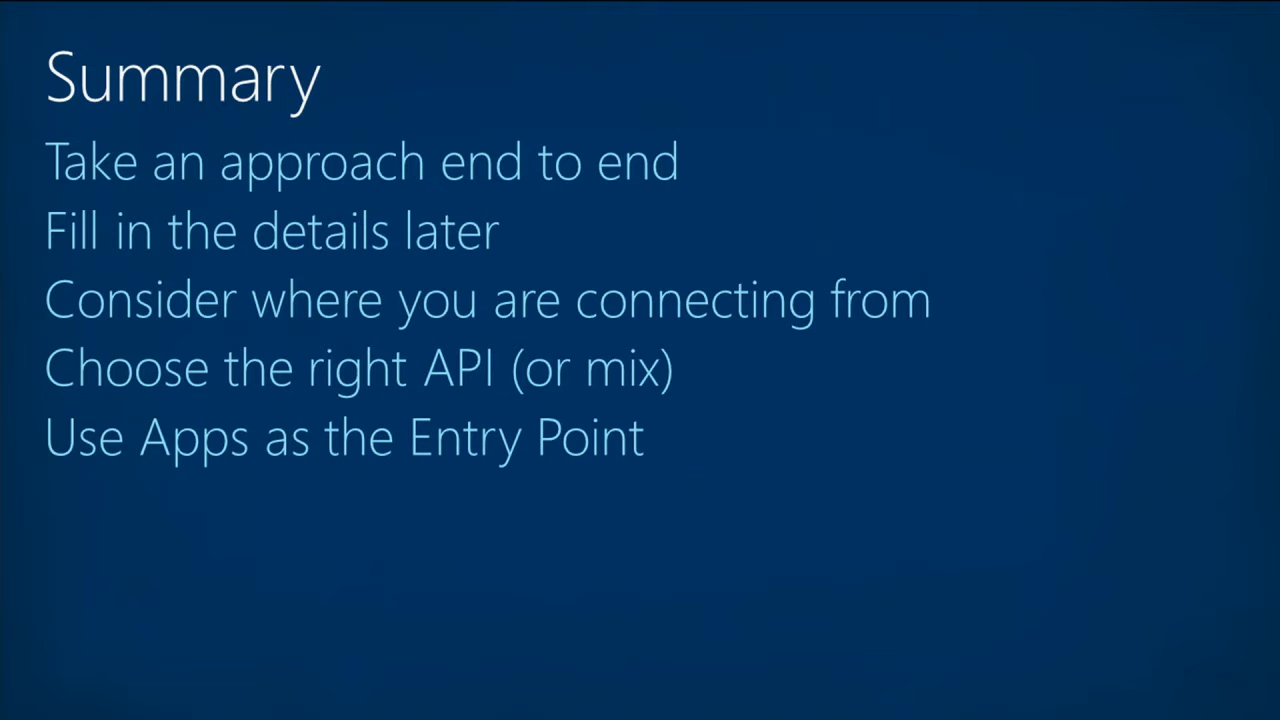 Summary
Take an approach end to end
Fill in the details later
Consider where you are connecting from
Choose the right API (or mix)
Use Apps as the Entry Point